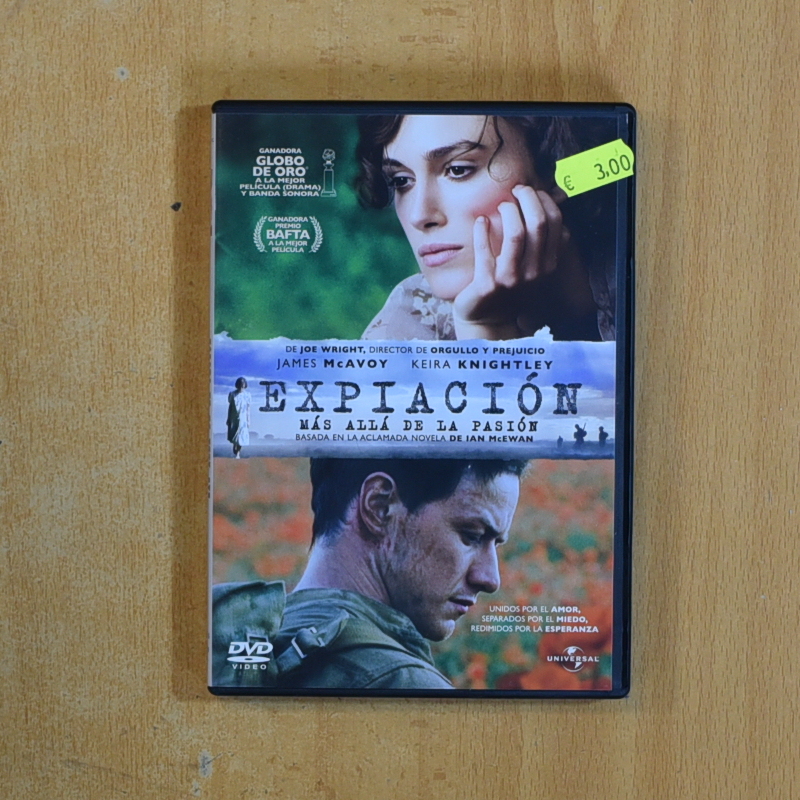 GANADORA
GLOBO
DE ORO®
A LA MEJOR
PELÍCULA (DRAMA)
Y BANDA SONORA
GANADORA
PREMIO
BAFTA
A LA MEJOR
PELÍCULA
€ 3,00
DE JOE WRIGHT, DIRECTOR DE ORGULLO Y PREJUICIO
JAMES McAVOY KEIRA KNIGHTLEY
EXPIACIÓN
MÁS ALLÁ DE LA PASIÓN
BASADA EN LA ACLAMADA NOVELA DE IAN McEWAN
UNIDOS POR EL AMOR,
SEPARADOS POR EL MIEDO,
REDIMIDOS POR LA ESPERANZA
DVD
VIDEO
UNIVERSAL